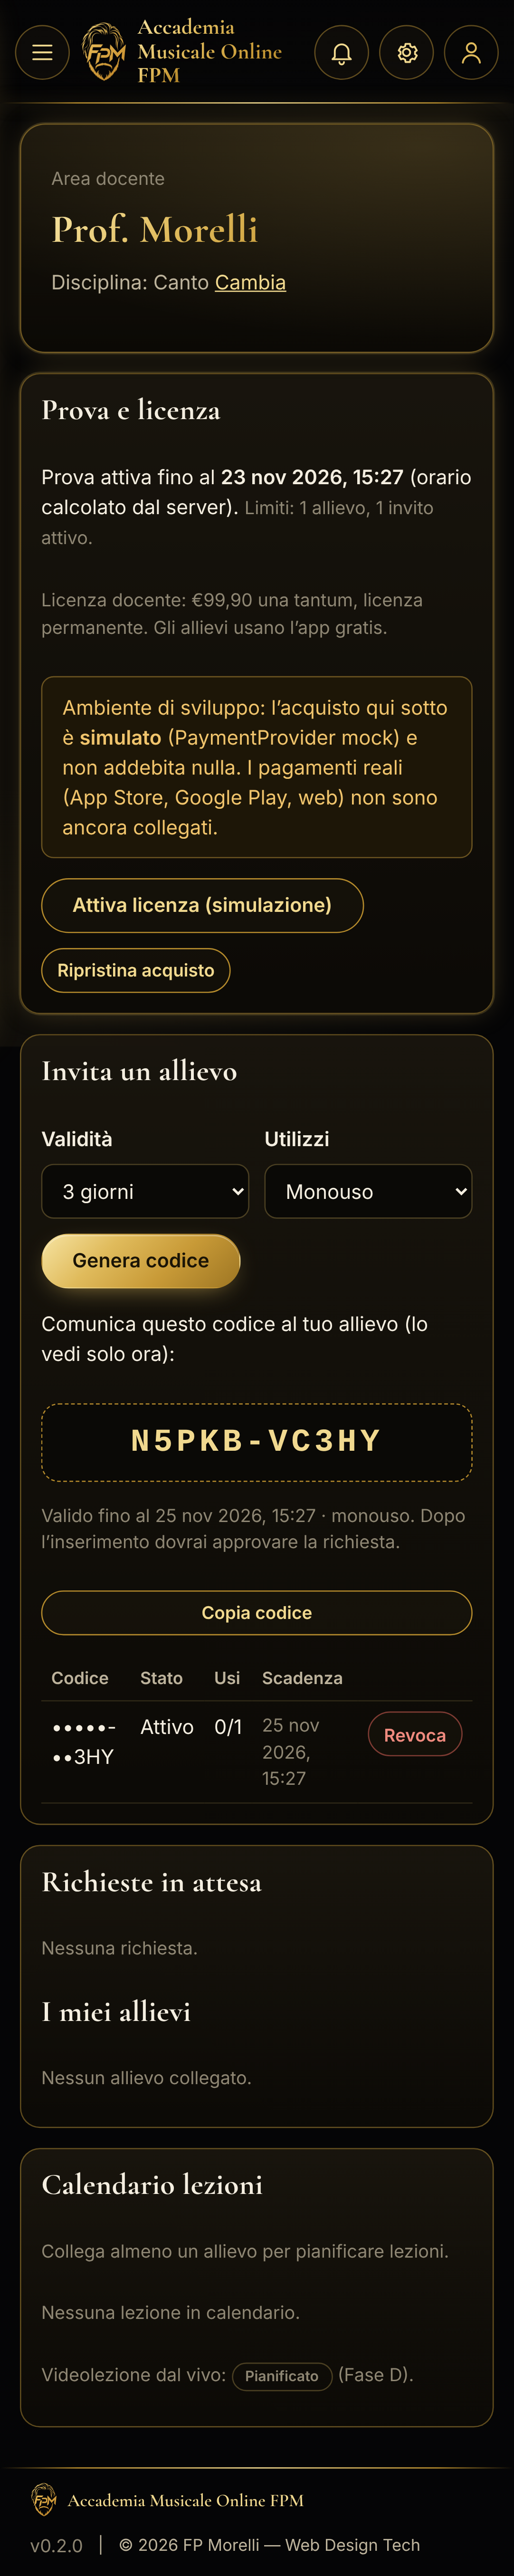 Accademia
Musicale Online
FPM
Area docente
Prof. Morelli
Disciplina: Canto Cambia
Prova e licenza
Prova attiva fino al 23 nov 2026, 15:27 (orario
calcolato dal server). Limiti: 1 allievo, 1 invito
attivo.
Licenza docente: €99,90 una tantum, licenza
permanente. Gli allievi usano l’app gratis.
Ambiente di sviluppo: l’acquisto qui sotto
è simulato (PaymentProvider mock) e
non addebita nulla. I pagamenti reali
(App Store, Google Play, web) non sono
ancora collegati.
Attiva licenza (simulazione)
Ripristina acquisto
Invita un allievo
Validità Utilizzi
3 giorni Monouso
Genera codice
Comunica questo codice al tuo allievo (lo
vedi solo ora):
N5PKB-VC3HY
Valido fino al 25 nov 2026, 15:27 · monouso. Dopo
l’inserimento dovrai approvare la richiesta.
Copia codice
Codice Stato Usi Scadenza
•••••- Attivo 0/1 25 nov Revoca
••3HY 2026,
15:27
Richieste in attesa
Nessuna richiesta.
I miei allievi
Nessun allievo collegato.
Calendario lezioni
Collega almeno un allievo per pianificare lezioni.
Nessuna lezione in calendario.
Videolezione dal vivo: Pianificato (Fase D).
Accademia Musicale Online FPM
v0.2.0 | © 2026 FP Morelli — Web Design Tech